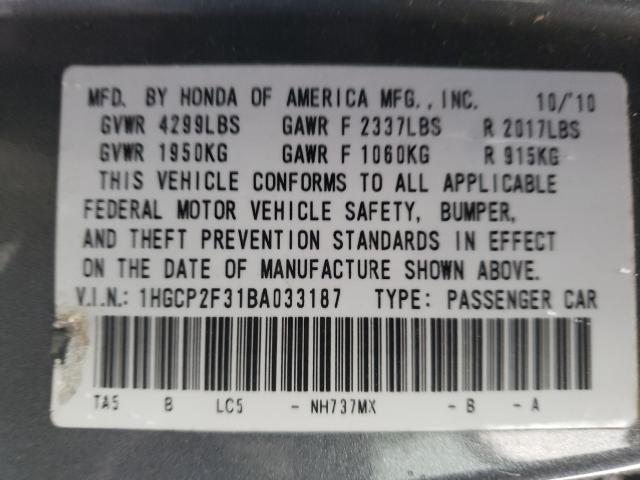 MFD. BY HONDA OF AMERICA MFG., INC. 10/'10
GVWR 4299LBS GAWR F 2337LBS R 2017LBS
GVWR 1950KG GAWR F 1060KG R 915KG
THIS VEHICLE CONFORMS TO ALL APPLICABLE
FEDERAL MOTOR VEHICLE SAFETY, BUMPER,
AND THEFT PREVENTION STANDARDS IN EFFECT
ON THE DATE OF MANUFACTURE SHOWN ABOVE.
V.I.N.: 1HGCP2F31BA033187 TYPE: PASSENGER CAR
TA5 B LC5 - NH737MX - B - A